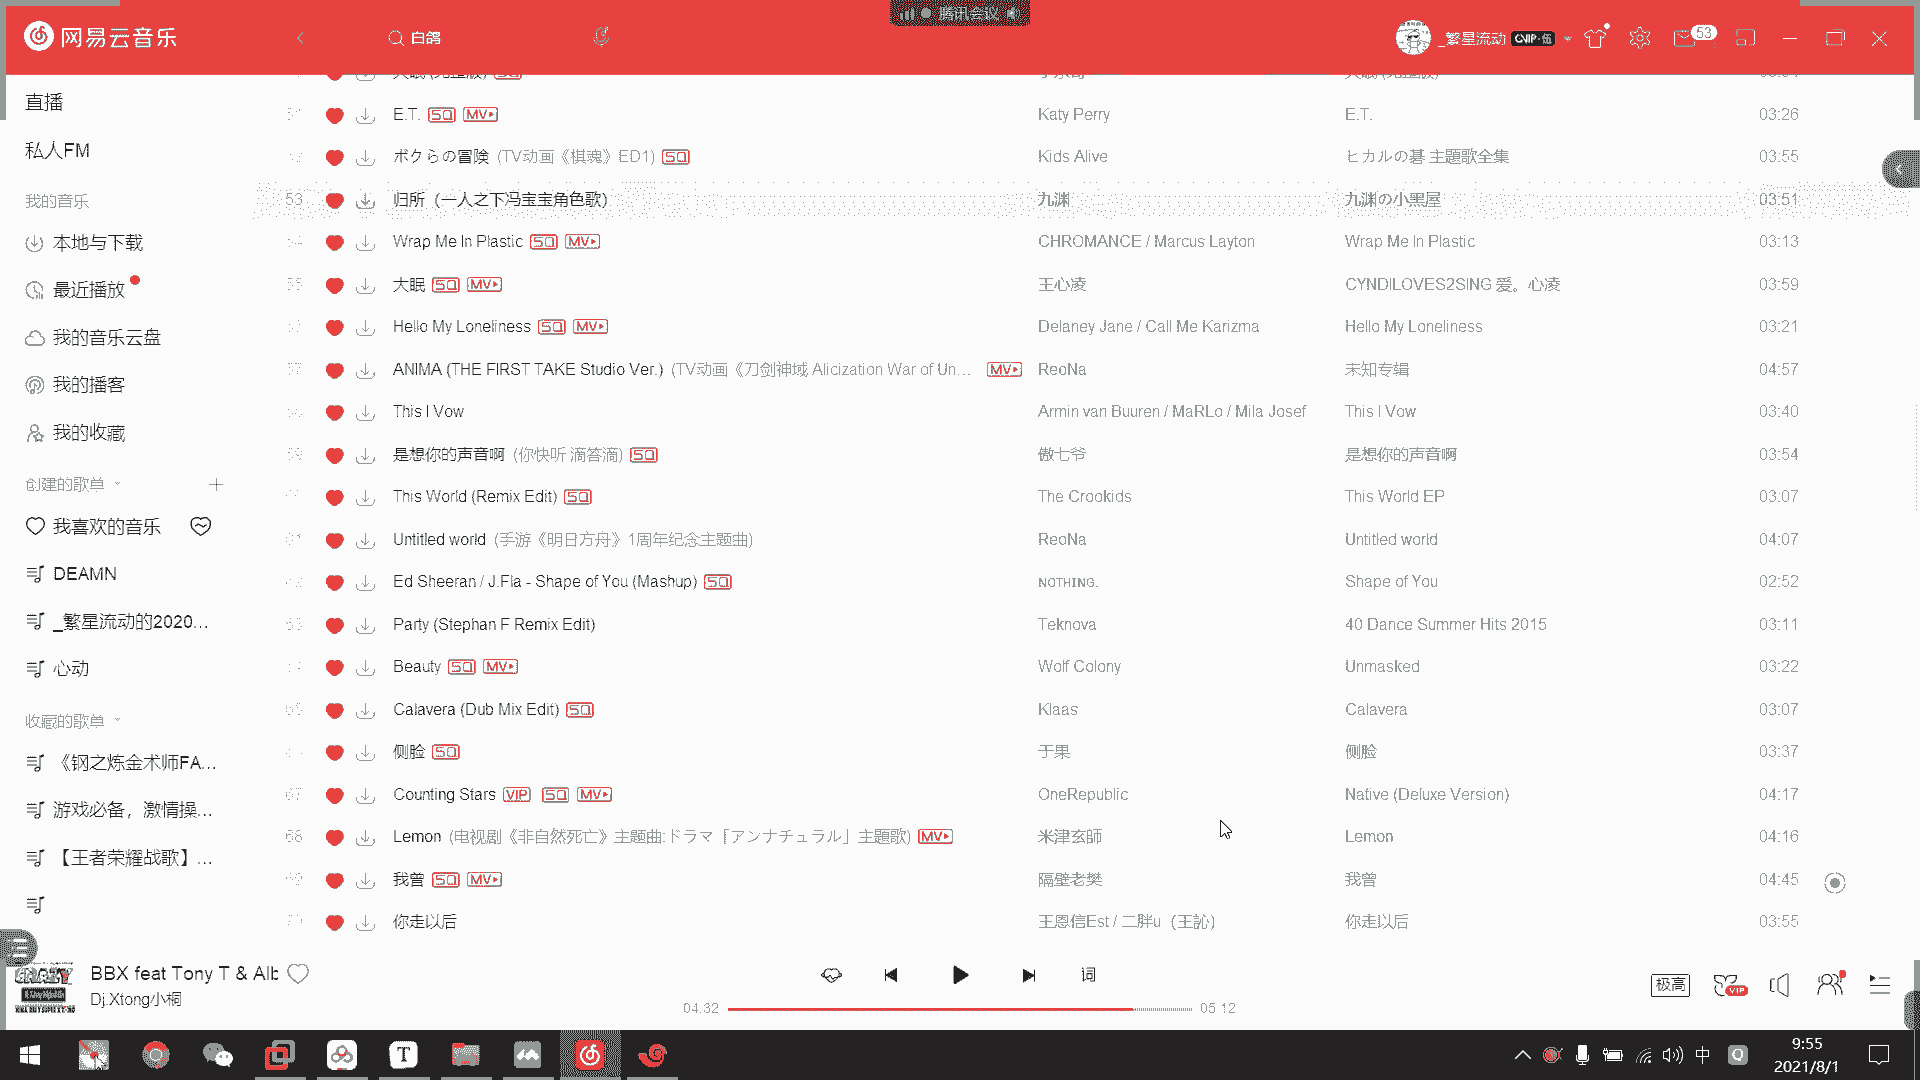 腾讯会议
网易云音乐
白鸽
_繁星流动 CVIP·伍
53
直播
私人FM
我的音乐
本地与下载
最近播放
我的音乐云盘
我的播客
我的收藏
创建的歌单
我喜欢的音乐
DEAMN
_繁星流动的2020...
心动
收藏的歌单
《钢之炼金术师FA...
游戏必备，激情操...
【王者荣耀战歌】...
E.T. SQ MV Katy Perry E.T. 03:26
ボクらの冒険 (TV动画《棋魂》ED1) SQ Kids Alive ヒカルの碁 主題歌全集 03:55
53 归所（一人之下冯宝宝角色歌） 九渊 九渊の小黑屋 03:51
Wrap Me In Plastic SQ MV CHROMANCE / Marcus Layton Wrap Me In Plastic 03:13
大眠 SQ MV 王心凌 CYNDILOVES2SING 爱。心凌 03:59
Hello My Loneliness SQ MV Delaney Jane / Call Me Karizma Hello My Loneliness 03:21
ANIMA (THE FIRST TAKE Studio Ver.) (TV动画《刀剑神域 Alicization War of Un... MV ReoNa 未知专辑 04:57
This I Vow Armin van Buuren / MaRLo / Mila Josef This I Vow 03:40
是想你的声音啊 (你快听 滴答滴) SQ 傲七爷 是想你的声音啊 03:54
This World (Remix Edit) SQ The Crookids This World EP 03:07
Untitled world (手游《明日方舟》1周年纪念主题曲) ReoNa Untitled world 04:07
Ed Sheeran / J.Fla - Shape of You (Mashup) SQ ɴᴏᴛʜɪɴɢ. Shape of You 02:52
Party (Stephan F Remix Edit) Teknova 40 Dance Summer Hits 2015 03:11
Beauty SQ MV Wolf Colony Unmasked 03:22
65 Calavera (Dub Mix Edit) SQ Klaas Calavera 03:07
侧脸 SQ 于果 侧脸 03:37
67 Counting Stars VIP SQ MV OneRepublic Native (Deluxe Version) 04:17
68 Lemon (电视剧《非自然死亡》主题曲:ドラマ「アンナチュラル」主題歌) MV 米津玄師 Lemon 04:16
69 我曾 SQ MV 隔壁老樊 我曾 04:45
你走以后 王恩信Est / 二胖u（王訫） 你走以后 03:55
BBX feat Tony T & Alb
Dj.Xtong小桐
词
04:32 05:12
极高
VIP
中
9:55
2021/8/1